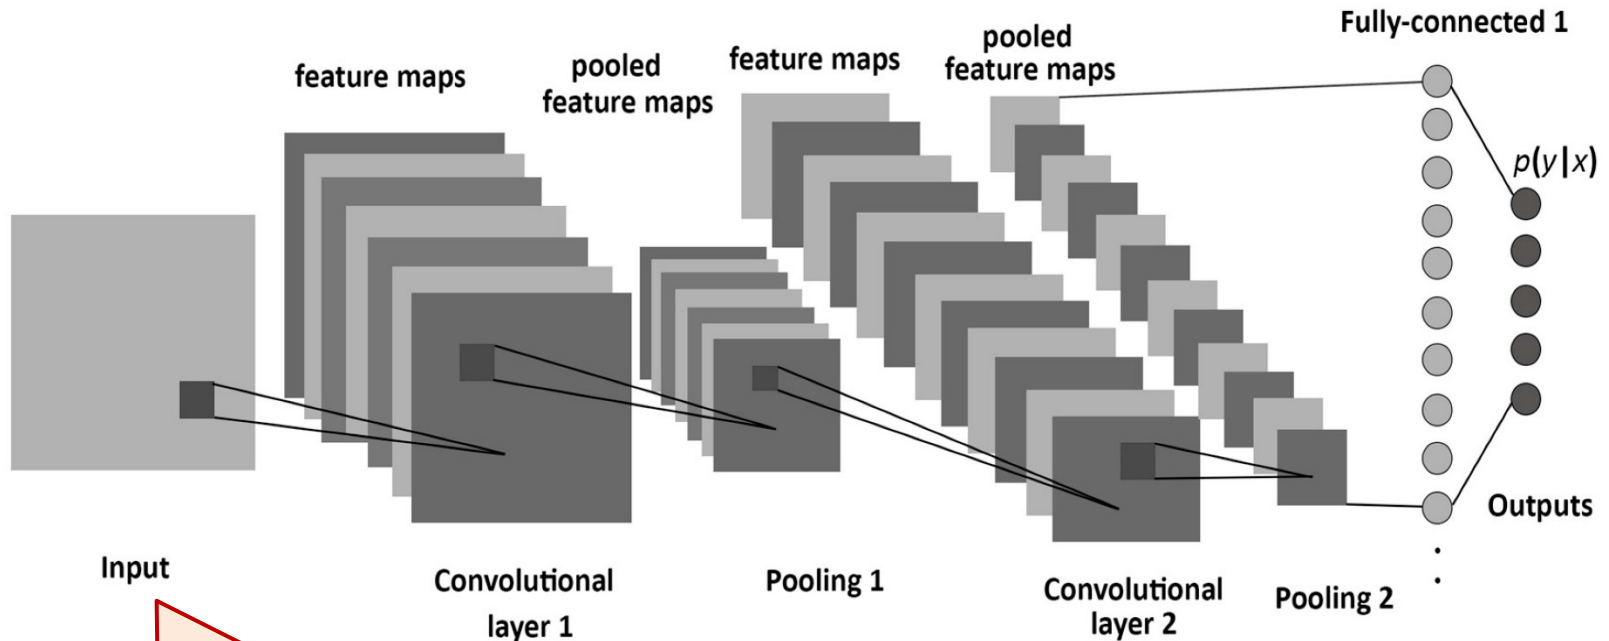 Fully-connected 1
feature maps
pooled
feature maps
feature maps
pooled
feature maps
p(y|x)
Outputs
Input
Convolutional
layer 1
Pooling 1
Convolutional
layer 2
Pooling 2